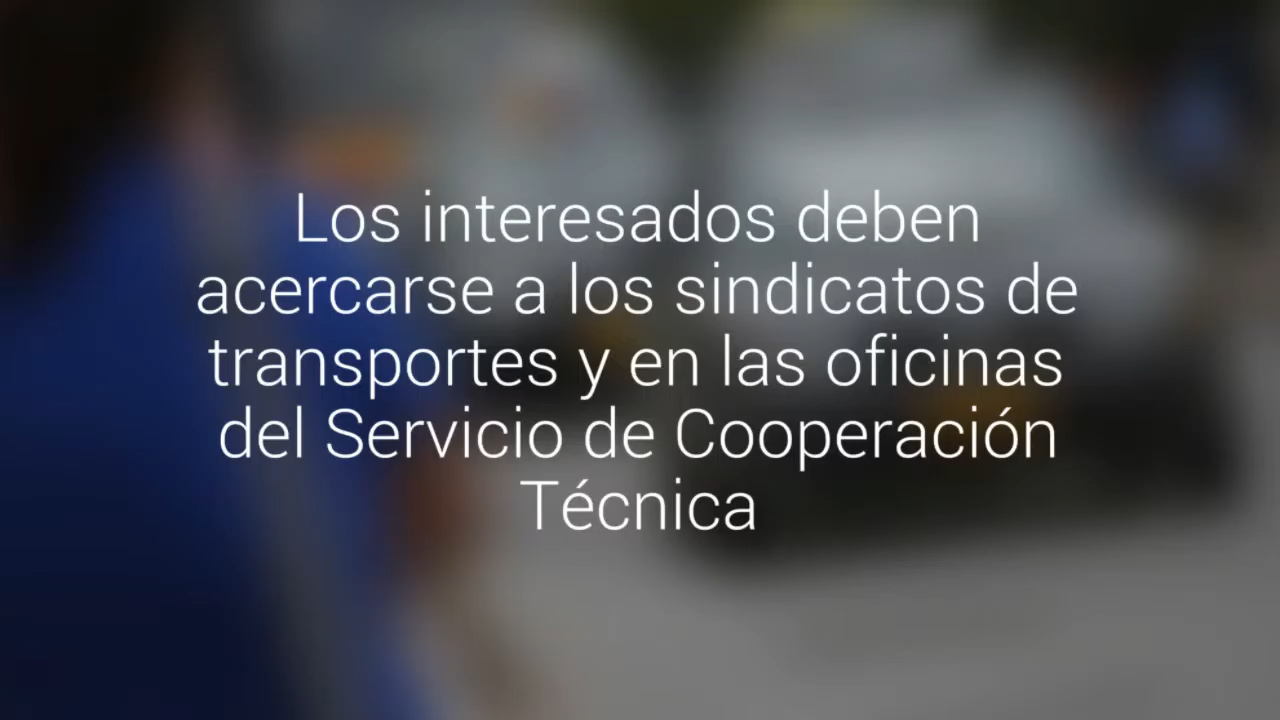 Los interesados deben
acercarse a los sindicatos de
transportes y en las oficinas
del Servicio de Cooperación
Técnica